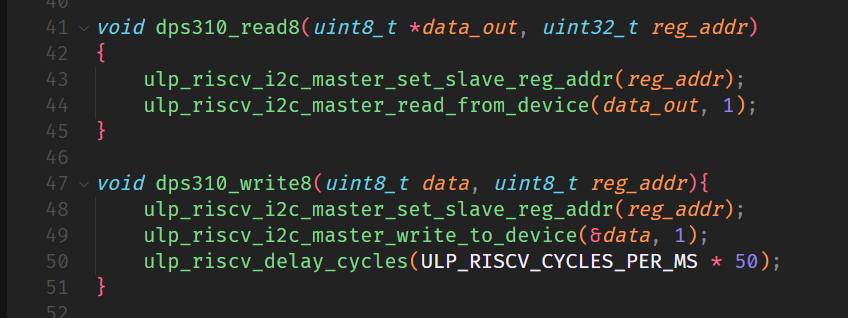 40
41 void dps310_read8(uint8_t *data_out, uint32_t reg_addr)
42 {
43     ulp_riscv_i2c_master_set_slave_reg_addr(reg_addr);
44     ulp_riscv_i2c_master_read_from_device(data_out, 1);
45 }
46
47 void dps310_write8(uint8_t data, uint8_t reg_addr){
48     ulp_riscv_i2c_master_set_slave_reg_addr(reg_addr);
49     ulp_riscv_i2c_master_write_to_device(&data, 1);
50     ulp_riscv_delay_cycles(ULP_RISCV_CYCLES_PER_MS * 50);
51 }
52